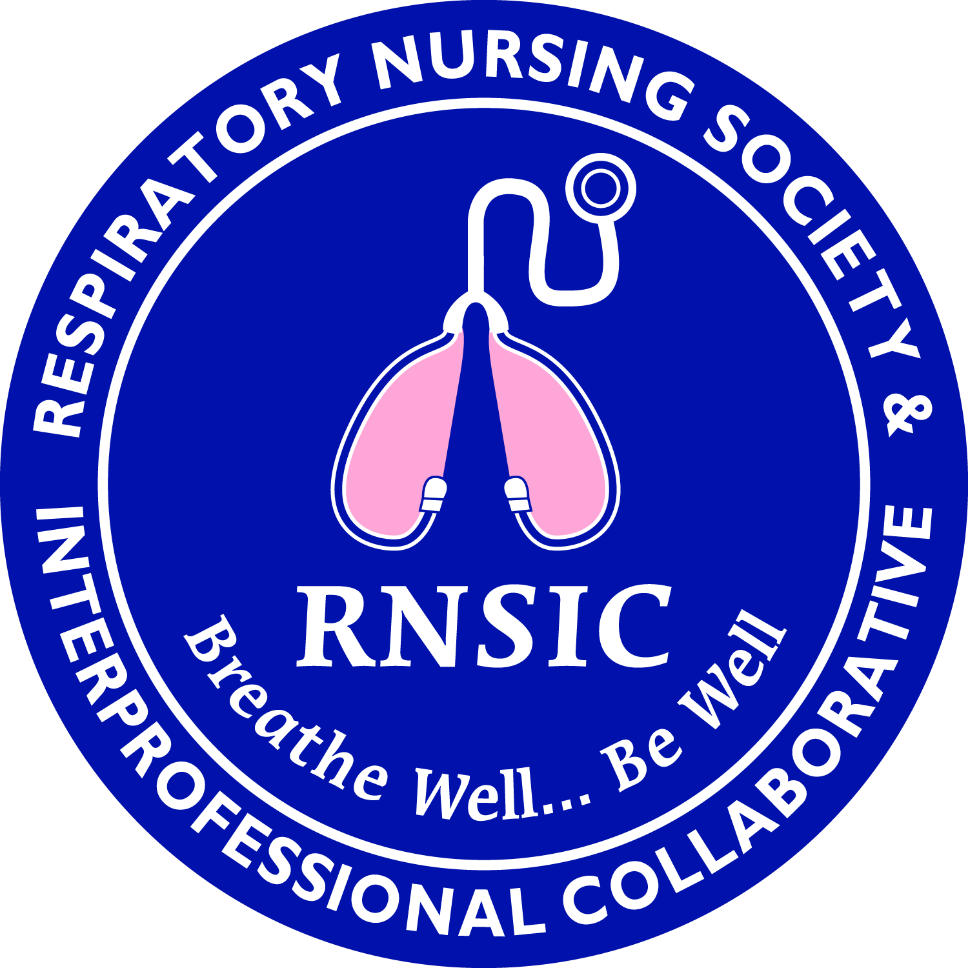 RESPIRATORY NURSING SOCIETY &
INTERPROFESSIONAL COLLABORATIVE
RNSIC
Breathe Well... Be Well